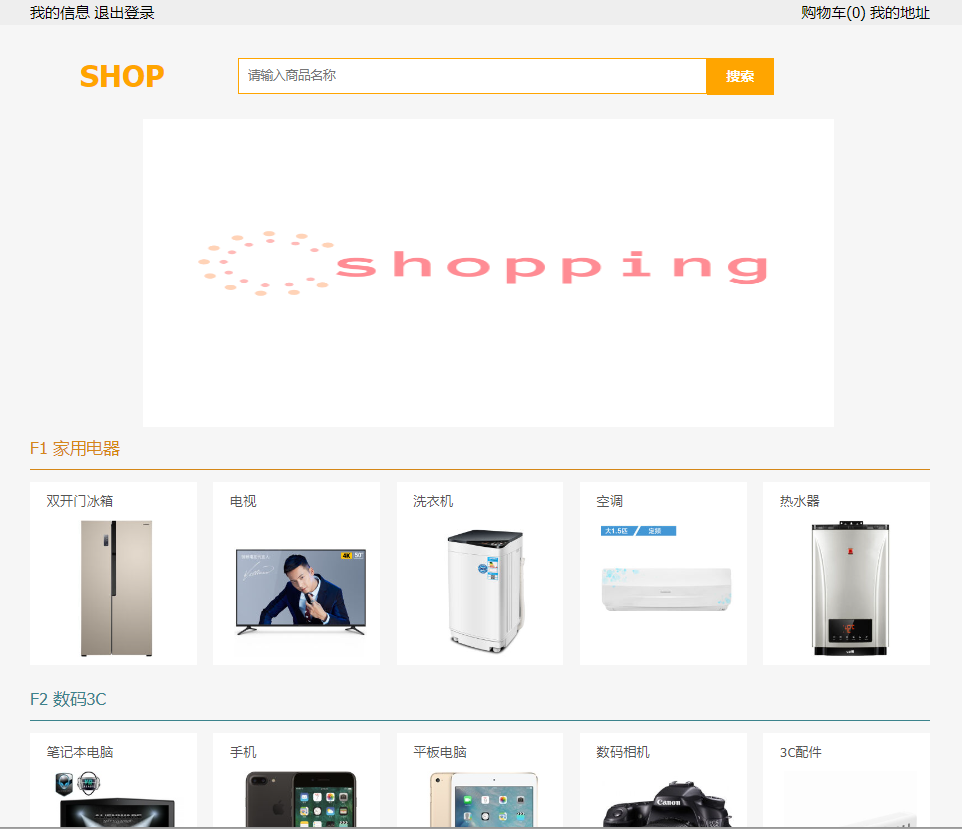 我的信息 退出登录 购物车(0) 我的地址
SHOP 请输入商品名称 搜索
shopping
F1 家用电器
双开门冰箱 电视 洗衣机 空调 热水器
大1.5匹 定频
4K 50"
F2 数码3C
笔记本电脑 手机 平板电脑 数码相机 3C配件
Canon